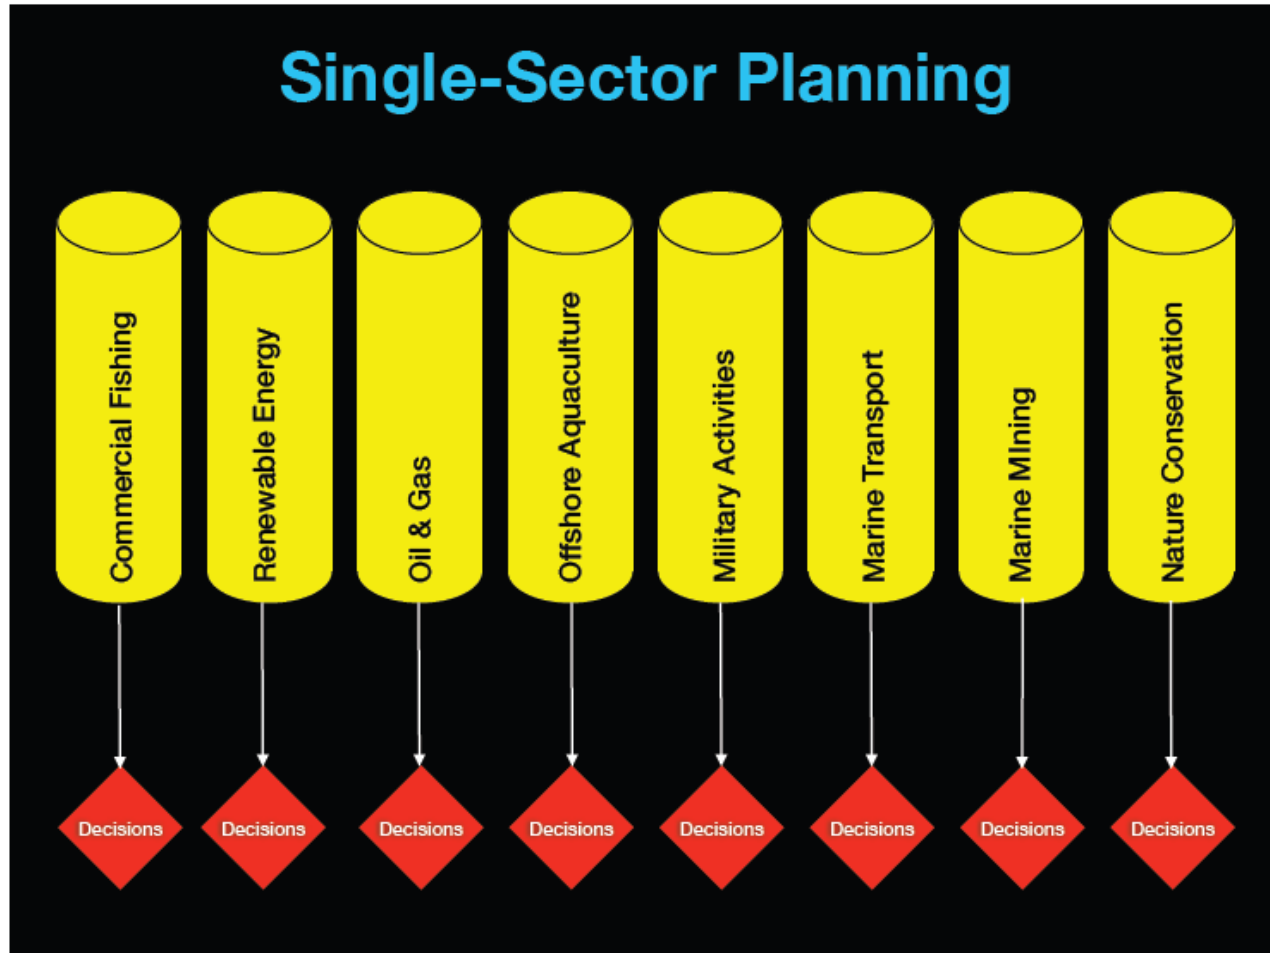 Single-Sector Planning
Commercial Fishing
Renewable Energy
Oil & Gas
Offshore Aquaculture
Military Activities
Marine Transport
Marine MIning
Nature Conservation
Decisions
Decisions
Decisions
Decisions
Decisions
Decisions
Decisions
Decisions